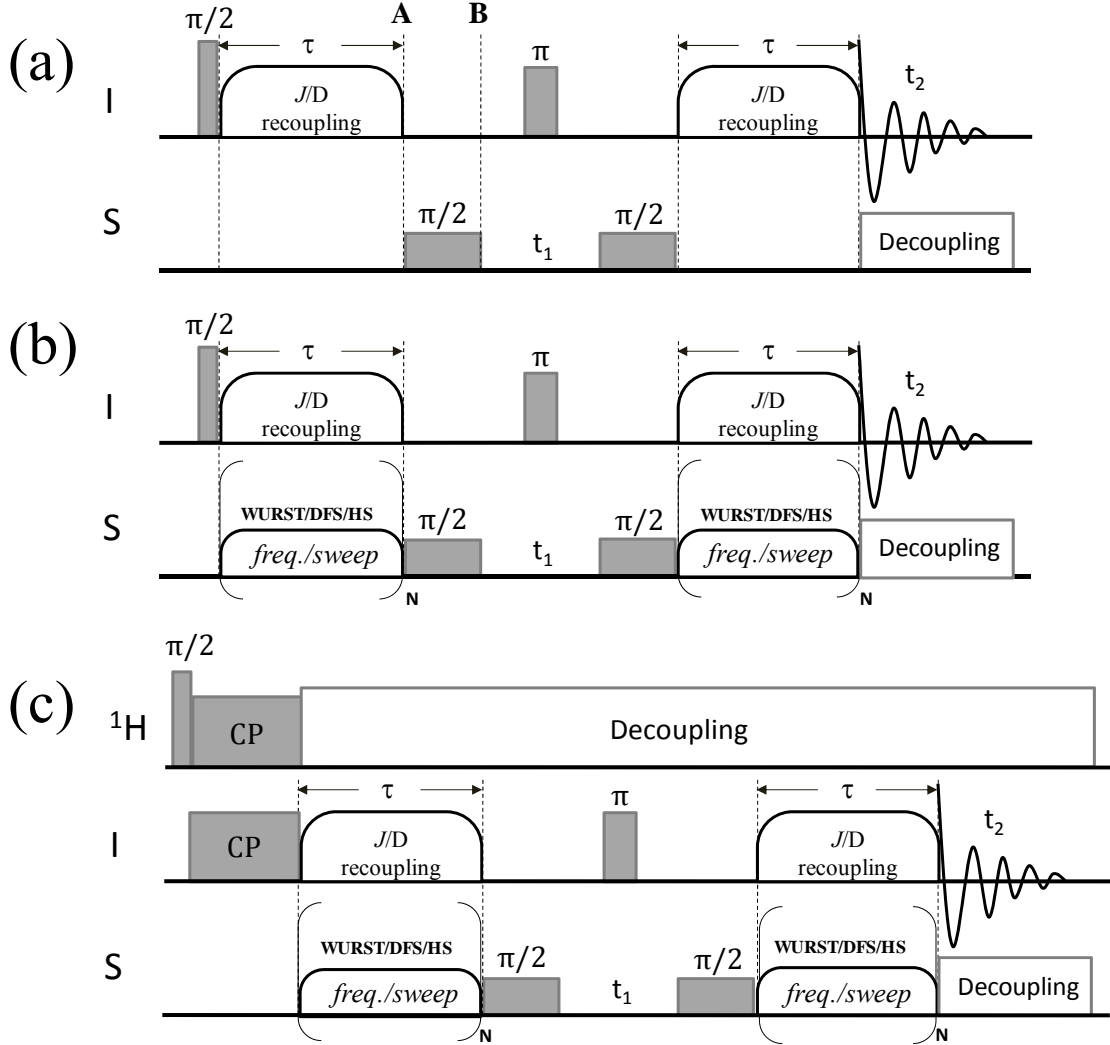 (a)
A B
π/2 τ π τ t₂
I
J/D recoupling
J/D recoupling
S
π/2 t₁ π/2 Decoupling
(b)
π/2 τ π τ t₂
I
J/D recoupling
J/D recoupling
S
WURST/DFS/HS
freq./sweep
N
π/2 t₁ π/2
WURST/DFS/HS
freq./sweep
N
Decoupling
(c)
π/2
¹H
CP
Decoupling
τ π τ t₂
I
CP
J/D recoupling
J/D recoupling
S
WURST/DFS/HS
freq./sweep
N
π/2 t₁ π/2
WURST/DFS/HS
freq./sweep
N
Decoupling